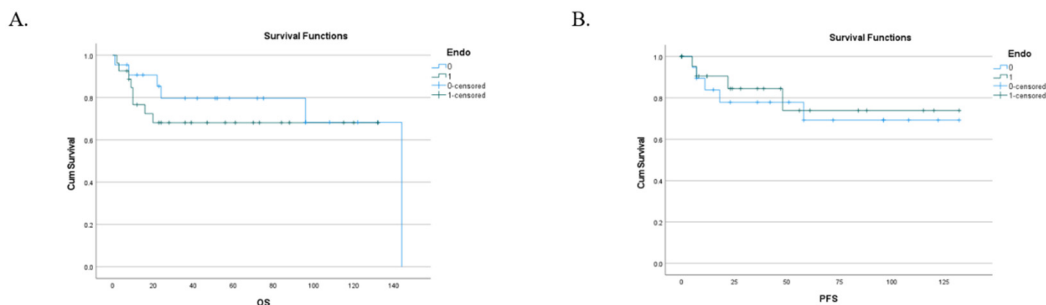 A.
Survival Functions
Endo
0
1
0-censored
1-censored
Cum Survival
1.0
0.8
0.6
0.4
0.2
0.0
0 20 40 60 80 100 120 140
OS
B.
Survival Functions
Endo
0
1
0-censored
1-censored
Cum Survival
1.0
0.8
0.6
0.4
0.2
0.0
0 25 50 75 100 125
PFS